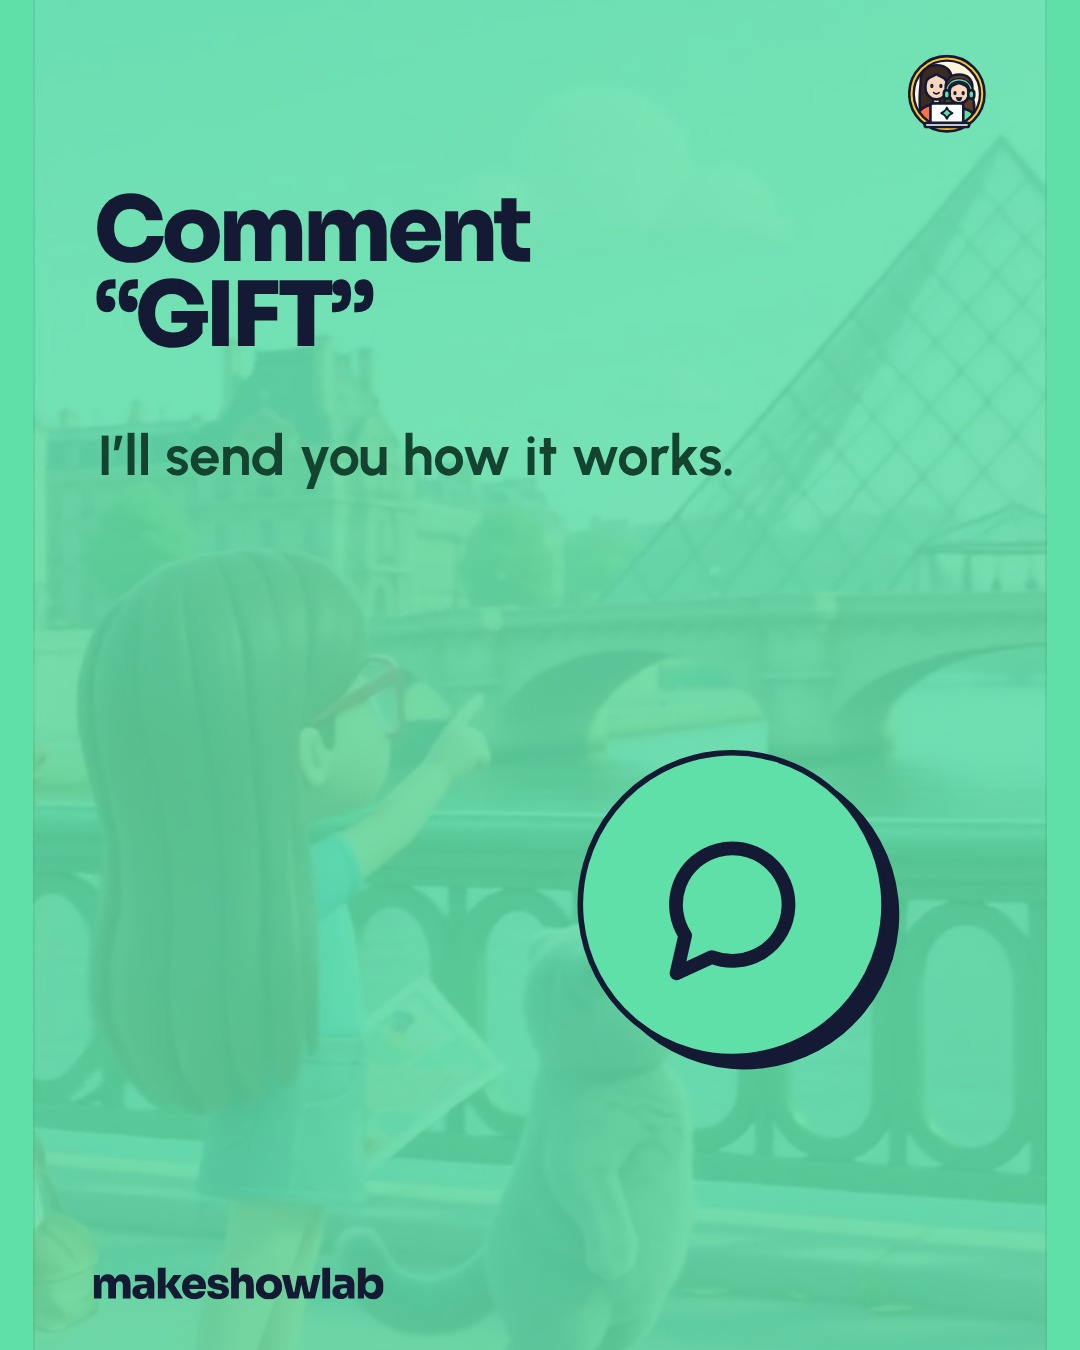 Comment
“GIFT”
I’ll send you how it works.
makeshowlab